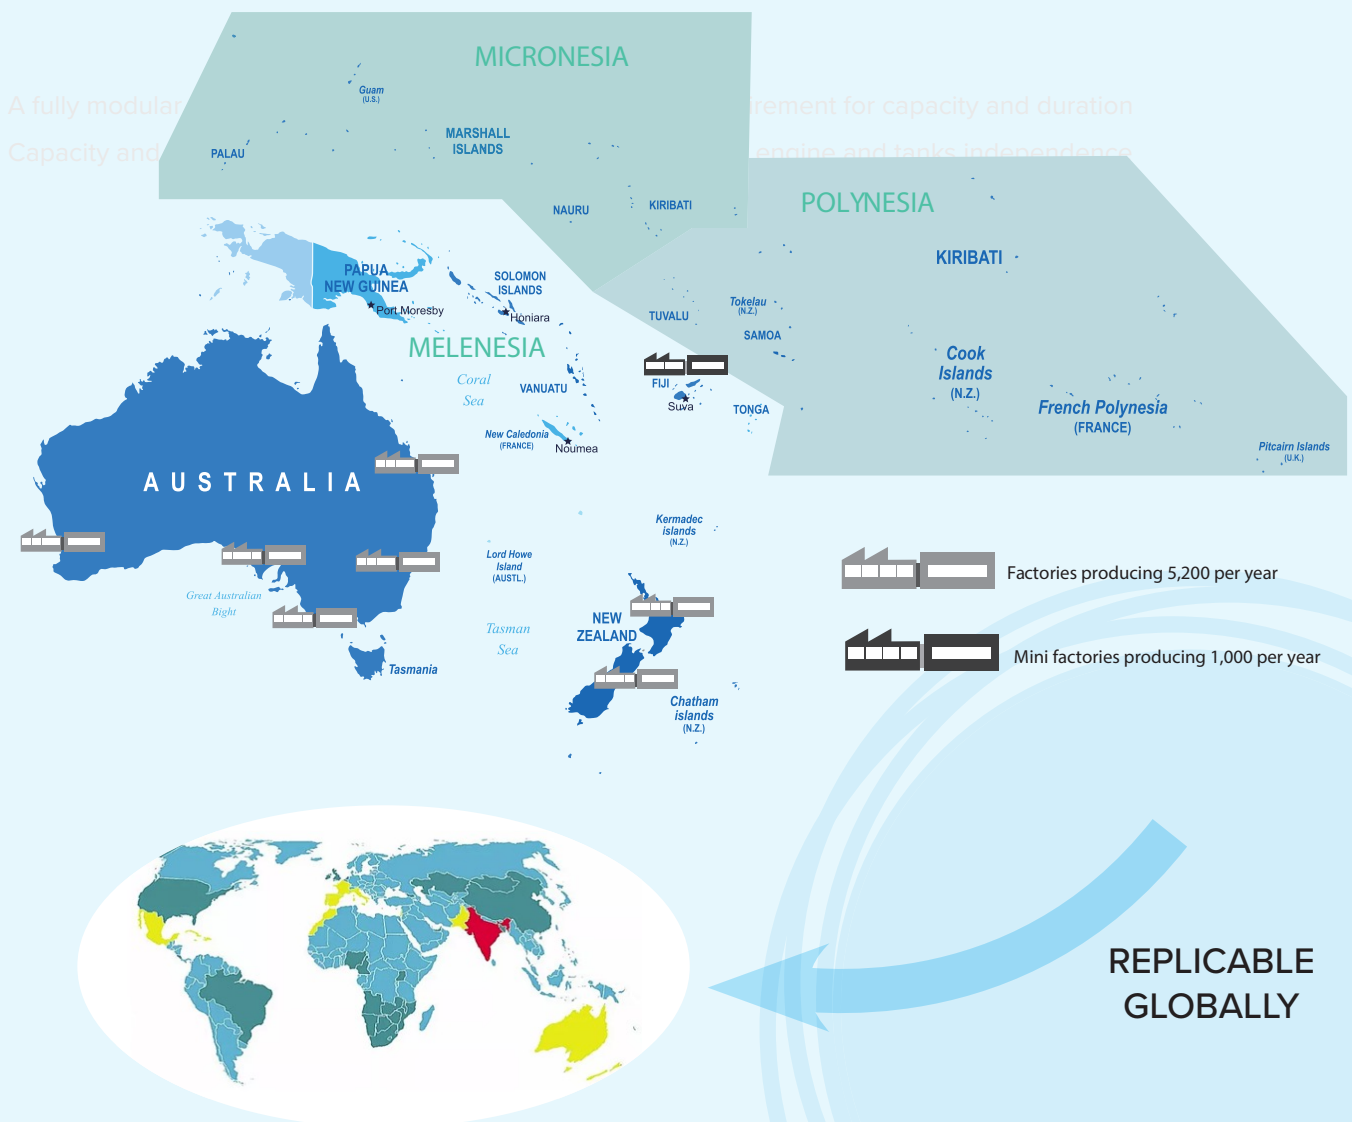 MICRONESIA
Guam
(U.S.)
A fully modular
irement for capacity and duration
MARSHALL
ISLANDS
Capacity and
engine and tanks independence
PALAU
NAURU
KIRIBATI
POLYNESIA
KIRIBATI
PAPUA
NEW GUINEA
SOLOMON
ISLANDS
Port Moresby
Honiara
TUVALU
Tokelau
(N.Z.)
SAMOA
MELENESIA
Coral
Sea
VANUATU
FIJI
Suva
TONGA
Cook
Islands
(N.Z.)
French Polynesia
(FRANCE)
New Caledonia
(FRANCE)
Noumea
Pitcairn Islands
(U.K.)
AUSTRALIA
Kermadec
islands
(N.Z.)
Lord Howe
Island
(AUSTL.)
Great Australian
Bight
Tasman
Sea
NEW
ZEALAND
Tasmania
Chatham
islands
(N.Z.)
Factories producing 5,200 per year
Mini factories producing 1,000 per year
REPLICABLE
GLOBALLY